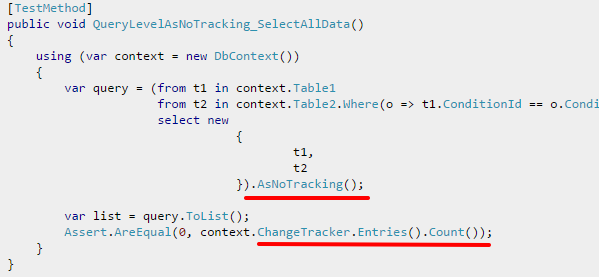 [TestMethod]
public void QueryLevelAsNoTracking_SelectAllData()
{
using (var context = new DbContext())
{
var query = (from t1 in context.Table1
from t2 in context.Table2.Where(o => t1.ConditionId == o.Condi
select new
{
t1,
t2
}).AsNoTracking();
var list = query.ToList();
Assert.AreEqual(0, context.ChangeTracker.Entries().Count());
}
}